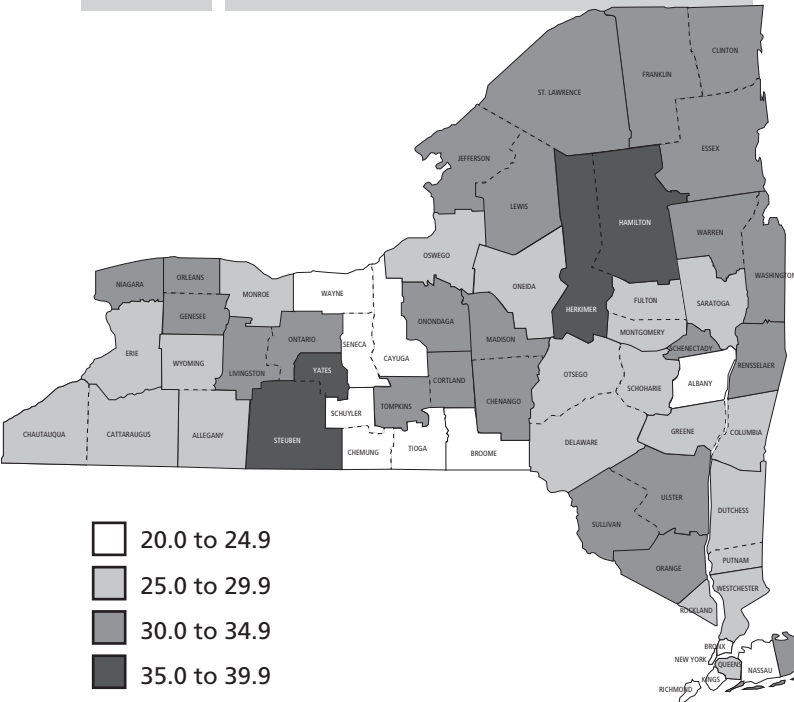 CLINTON
FRANKLIN
ST. LAWRENCE
ESSEX
JEFFERSON
LEWIS
HAMILTON
WARREN
OSWEGO
WASHINGTON
NIAGARA
ORLEANS
MONROE
WAYNE
ONEIDA
HERKIMER
FULTON
SARATOGA
GENESEE
ONONDAGA
MADISON
MONTGOMERY
ONTARIO
SENECA
CAYUGA
SCHENECTADY
ERIE
WYOMING
LIVINGSTON
YATES
CORTLAND
OTSEGO
SCHOHARIE
ALBANY
RENSSELAER
TOMPKINS
CHENANGO
SCHUYLER
CHAUTAUQUA
CATTARAUGUS
ALLEGANY
STEUBEN
CHEMUNG
TIOGA
BROOME
DELAWARE
GREENE
COLUMBIA
ULSTER
SULLIVAN
DUTCHESS
ORANGE
PUTNAM
WESTCHESTER
ROCKLAND
BRONX
NEW YORK
QUEENS
NASSAU
KINGS
RICHMOND
20.0 to 24.9
25.0 to 29.9
30.0 to 34.9
35.0 to 39.9